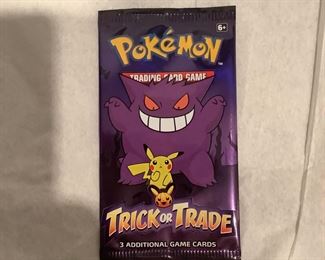 6+
POKéMON
TRADING CARD GAME
TRICK OR TRADE
3 ADDITIONAL GAME CARDS